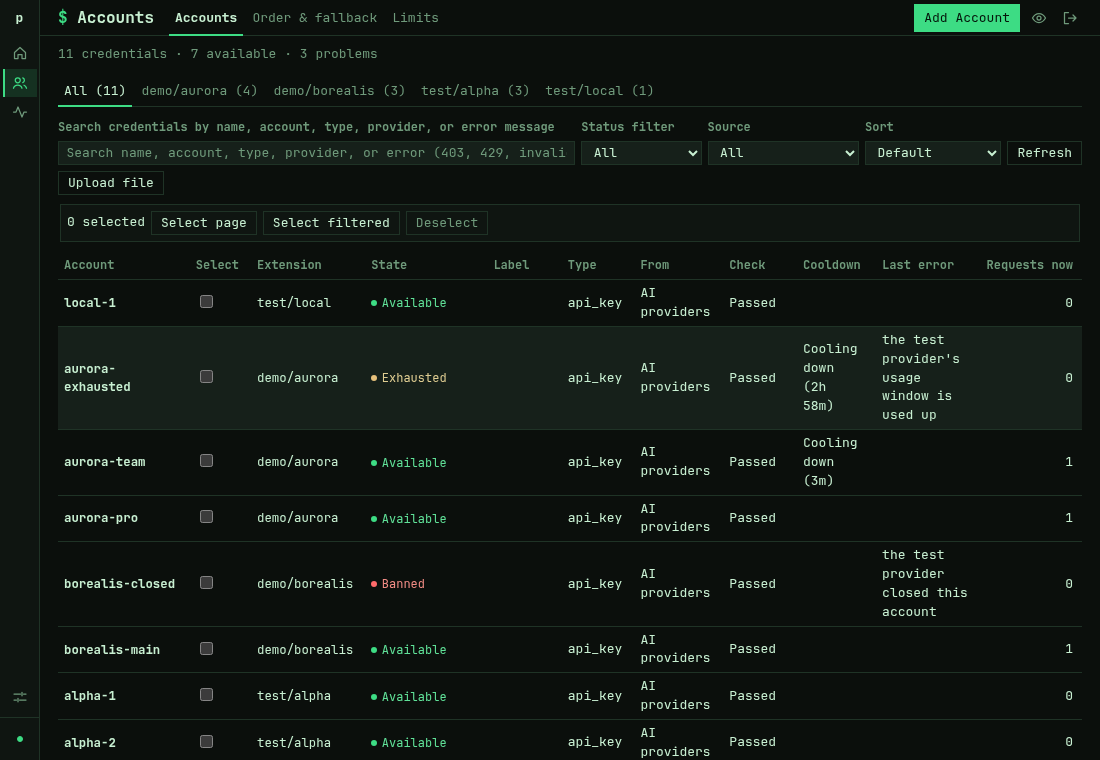 p
$ Accounts Accounts Order & fallback Limits Add Account
11 credentials · 7 available · 3 problems
All (11) demo/aurora (4) demo/borealis (3) test/alpha (3) test/local (1)
Search credentials by name, account, type, provider, or error message Status filter Source Sort
Search name, account, type, provider, or error (403, 429, invali All All Default Refresh
Upload file
0 selected Select page Select filtered Deselect
Account Select Extension State Label Type From Check Cooldown Last error Requests now
local-1 test/local Available api_key AI providers Passed 0
aurora-exhausted demo/aurora Exhausted api_key AI providers Passed Cooling down (2h 58m) the test provider's usage window is used up 0
aurora-team demo/aurora Available api_key AI providers Passed Cooling down (3m) 1
aurora-pro demo/aurora Available api_key AI providers Passed 1
borealis-closed demo/borealis Banned api_key AI providers Passed the test provider closed this account 0
borealis-main demo/borealis Available api_key AI providers Passed 1
alpha-1 test/alpha Available api_key AI providers Passed 0
alpha-2 test/alpha Available api_key AI providers Passed 0